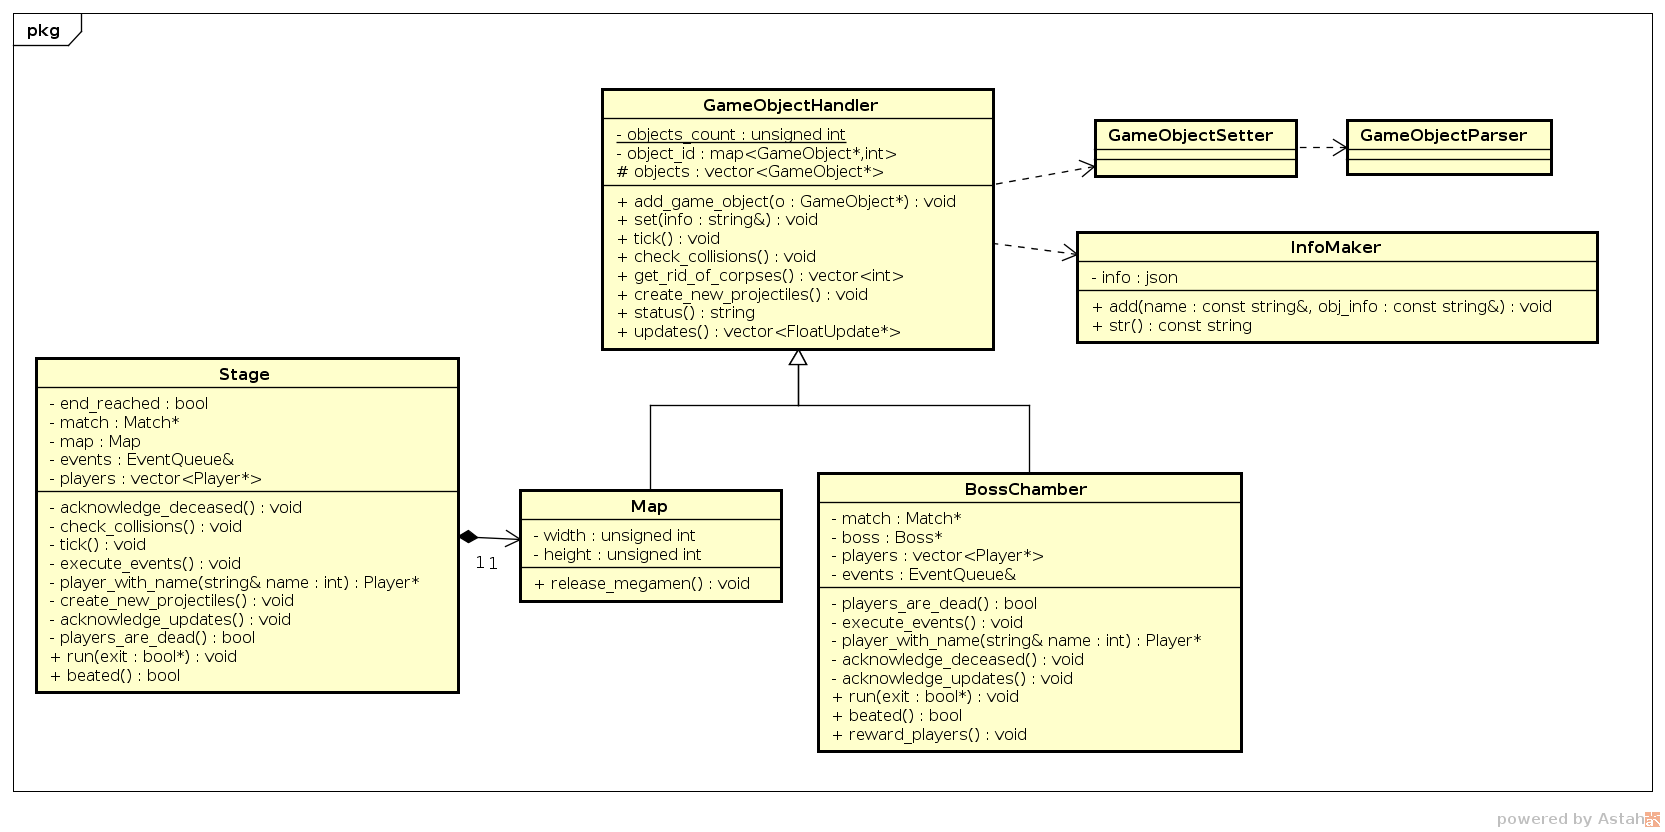 pkg
GameObjectHandler
- objects_count : unsigned int
- object_id : map<GameObject*,int>
# objects : vector<GameObject*>
+ add_game_object(o : GameObject*) : void
+ set(info : string&) : void
+ tick() : void
+ check_collisions() : void
+ get_rid_of_corpses() : vector<int>
+ create_new_projectiles() : void
+ status() : string
+ updates() : vector<FloatUpdate*>
GameObjectSetter
GameObjectParser
InfoMaker
- info : json
+ add(name : const string&, obj_info : const string&) : void
+ str() : const string
Stage
- end_reached : bool
- match : Match*
- map : Map
- events : EventQueue&
- players : vector<Player*>
- acknowledge_deceased() : void
- check_collisions() : void
- tick() : void
- execute_events() : void
- player_with_name(string& name : int) : Player*
- create_new_projectiles() : void
- acknowledge_updates() : void
- players_are_dead() : bool
+ run(exit : bool*) : void
+ beated() : bool
1 1
Map
- width : unsigned int
- height : unsigned int
+ release_megamen() : void
BossChamber
- match : Match*
- boss : Boss*
- players : vector<Player*>
- events : EventQueue&
- players_are_dead() : bool
- execute_events() : void
- player_with_name(string& name : int) : Player*
- acknowledge_deceased() : void
- acknowledge_updates() : void
+ run(exit : bool*) : void
+ beated() : bool
+ reward_players() : void
powered by Astah